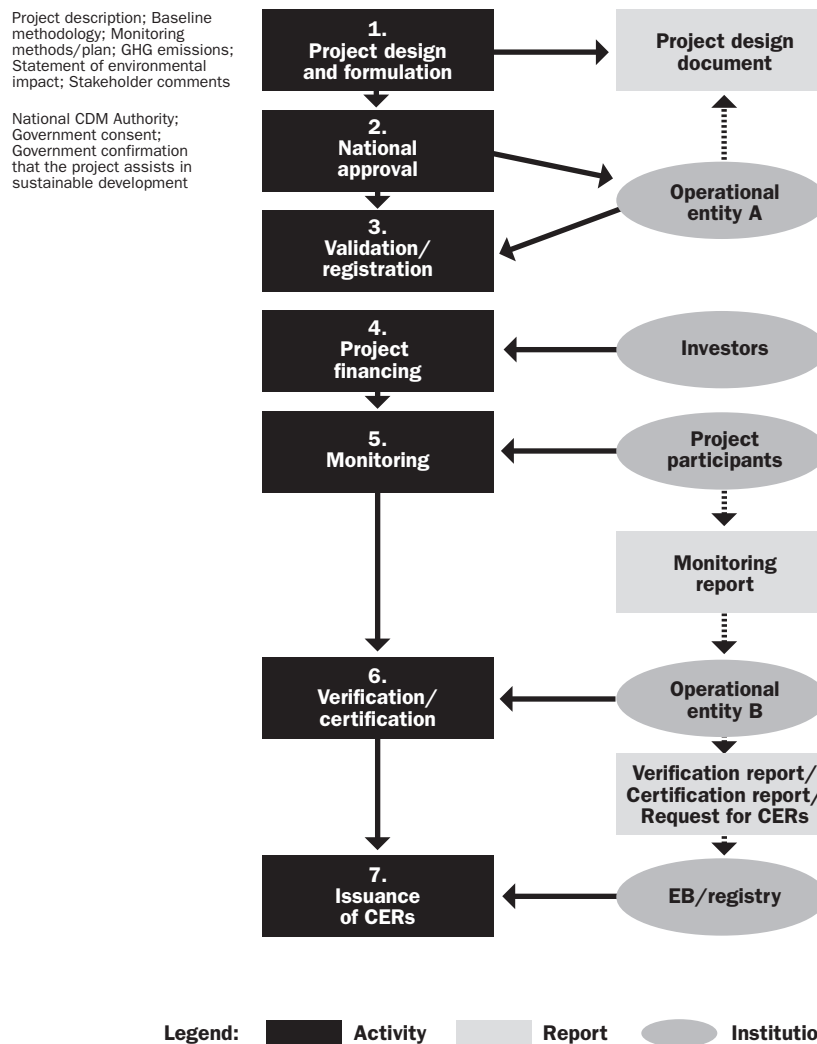 Project description; Baseline
methodology; Monitoring
methods/plan; GHG emissions;
Statement of environmental
impact; Stakeholder comments
National CDM Authority;
Government consent;
Government confirmation
that the project assists in
sustainable development
1.
Project design
and formulation
Project design
document
2.
National
approval
Operational
entity A
3.
Validation/
registration
4.
Project
financing
Investors
5.
Monitoring
Project
participants
Monitoring
report
6.
Verification/
certification
Operational
entity B
Verification report/
Certification report/
Request for CERs
7.
Issuance
of CERs
EB/registry
Legend:
Activity
Report
Institutio